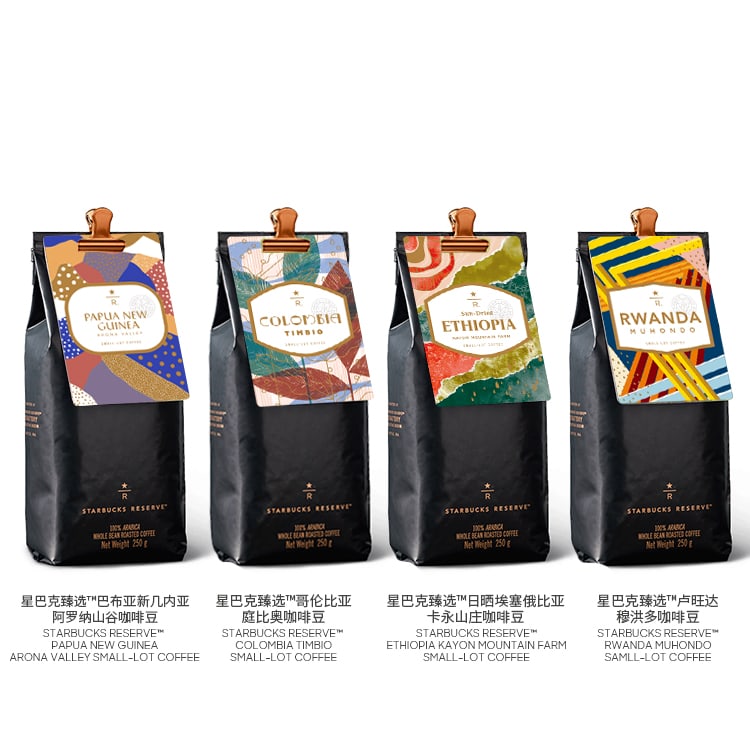 R
PAPUA NEW
GUINEA
ARONA VALLEY
SMALL-LOT COFFEE
R
STARBUCKS RESERVE™
100% ARABICA
WHOLE BEAN ROASTED COFFEE
Net Weight 250 g
R
COLOMBIA
TIMBIO
SMALL-LOT COFFEE
R
STARBUCKS RESERVE™
100% ARABICA
WHOLE BEAN ROASTED COFFEE
Net Weight 250 g
R
Sun-Dried
ETHIOPIA
KAYON MOUNTAIN FARM
SMALL-LOT COFFEE
R
STARBUCKS RESERVE™
100% ARABICA
WHOLE BEAN ROASTED COFFEE
Net Weight 250 g
R
RWANDA
MUHONDO
SMALL-LOT COFFEE
R
STARBUCKS RESERVE™
100% ARABICA
WHOLE BEAN ROASTED COFFEE
Net Weight 250 g
星巴克臻选™巴布亚新几内亚
阿罗纳山谷咖啡豆
STARBUCKS RESERVE™
PAPUA NEW GUINEA
ARONA VALLEY SMALL-LOT COFFEE
星巴克臻选™哥伦比亚
庭比奥咖啡豆
STARBUCKS RESERVE™
COLOMBIA TIMBIO
SMALL-LOT COFFEE
星巴克臻选™日晒埃塞俄比亚
卡永山庄咖啡豆
STARBUCKS RESERVE™
ETHIOPIA KAYON MOUNTAIN FARM
SMALL-LOT COFFEE
星巴克臻选™卢旺达
穆洪多咖啡豆
STARBUCKS RESERVE™
RWANDA MUHONDO
SAMLL-LOT COFFEE